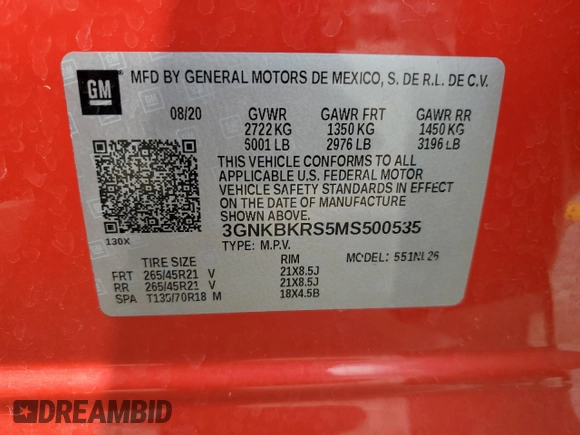 GM
MFD BY GENERAL MOTORS DE MEXICO, S. DE R.L. DE C.V.
08/20 GVWR GAWR FRT GAWR RR
2722 KG 1350 KG 1450 KG
6001 LB 2976 LB 3196 LB
THIS VEHICLE CONFORMS TO ALL
APPLICABLE U.S. FEDERAL MOTOR
VEHICLE SAFETY STANDARDS IN EFFECT
ON THE DATE OF MANUFACTURE
SHOWN ABOVE.
130X
3GNKBKRS5MS500535
TYPE: M.P.V.
MODEL: 551NL26
TIRE SIZE RIM
FRT 265/45R21 V 21X8.5J
RR 265/45R21 V 21X8.5J
SPA T135/70R18 M 18X4.5B
DREAMBID